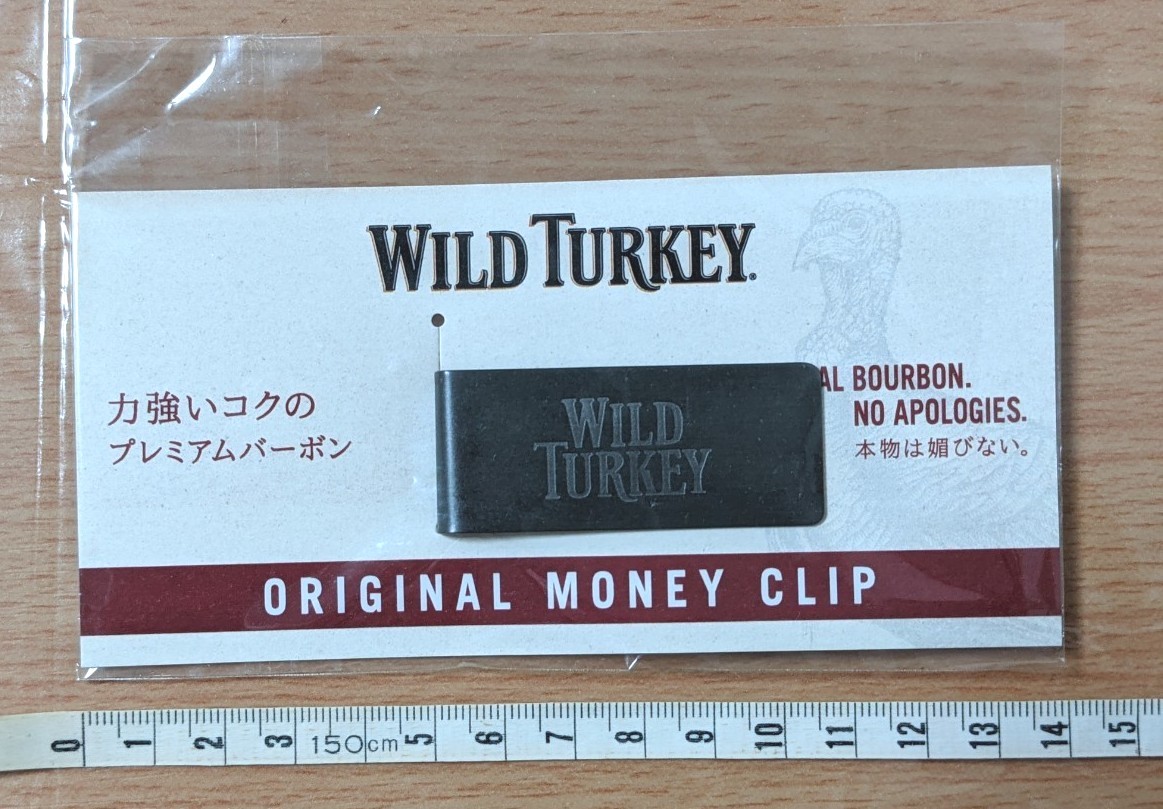 WILD TURKEY®
力強いコクの
プレミアムバーボン
AL BOURBON.
NO APOLOGIES.
本物は媚びない。
WILD
TURKEY
ORIGINAL MONEY CLIP
0 1 2 3 150cm 5 6 7 8 9 10 11 12 13 14 15